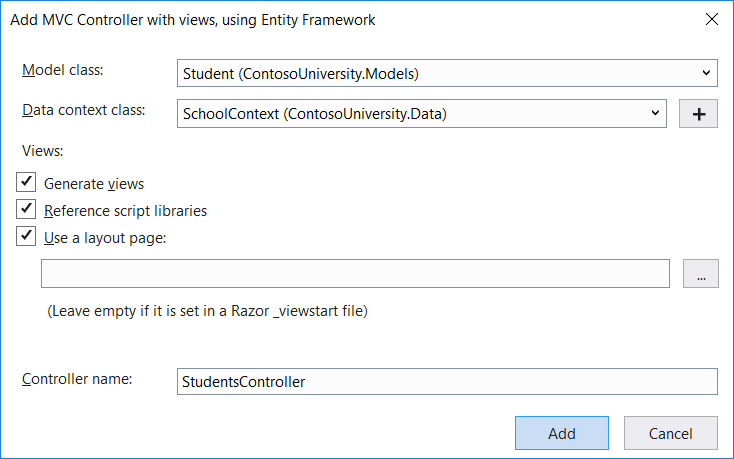 Add MVC Controller with views, using Entity Framework
Model class: Student (ContosoUniversity.Models)
Data context class: SchoolContext (ContosoUniversity.Data) +
Views:
Generate views
Reference script libraries
Use a layout page:
...
(Leave empty if it is set in a Razor _viewstart file)
Controller name: StudentsController
Add Cancel